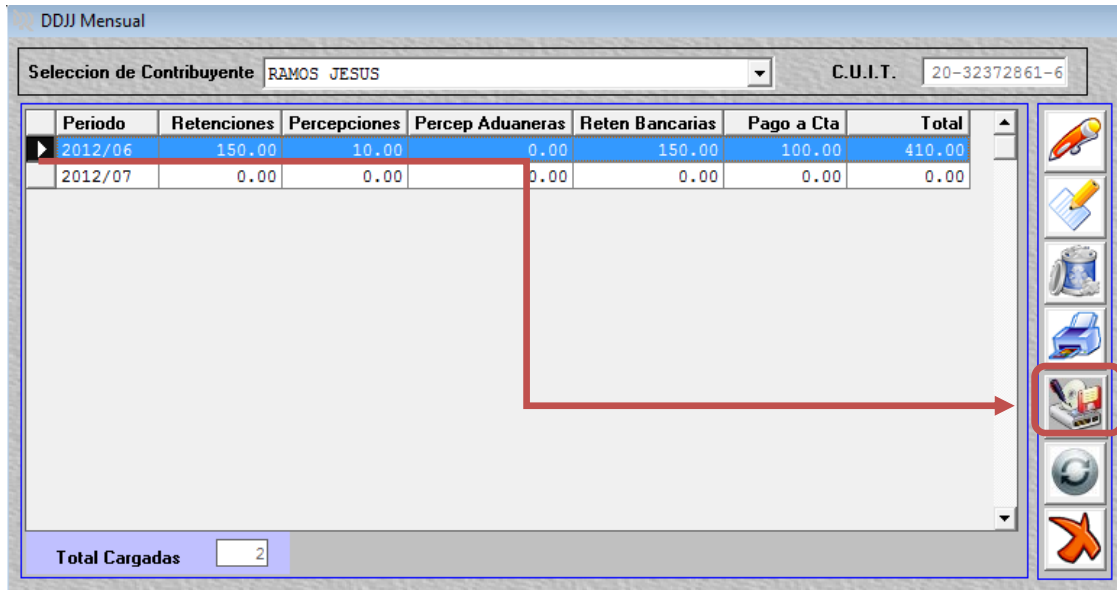 DDJJ Mensual
Seleccion de Contribuyente RAMOS JESUS C.U.I.T. 20-32372861-6
Periodo Retenciones Percepciones Percep Aduaneras Reten Bancarias Pago a Cta Total
2012/06 150.00 10.00 0.00 150.00 100.00 410.00
2012/07 0.00 0.00 0.00 0.00 0.00 0.00
Total Cargadas 2